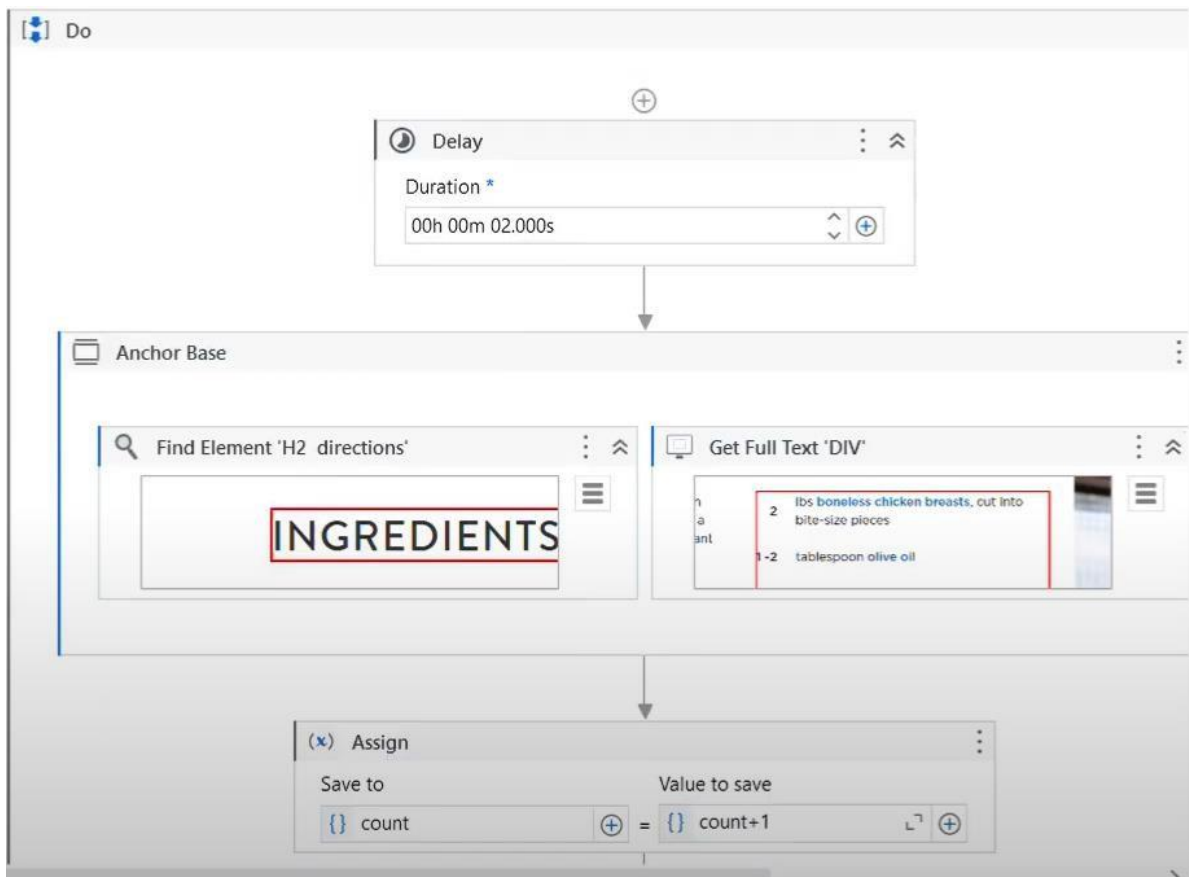 Do
Delay
Duration *
00h 00m 02.000s
Anchor Base
Find Element 'H2 directions'
INGREDIENTS
Get Full Text 'DIV'
2 lbs boneless chicken breasts, cut into
bite-size pieces
a
ant
1-2 tablespoon olive oil
(x) Assign
Save to
Value to save
{} count = {} count+1